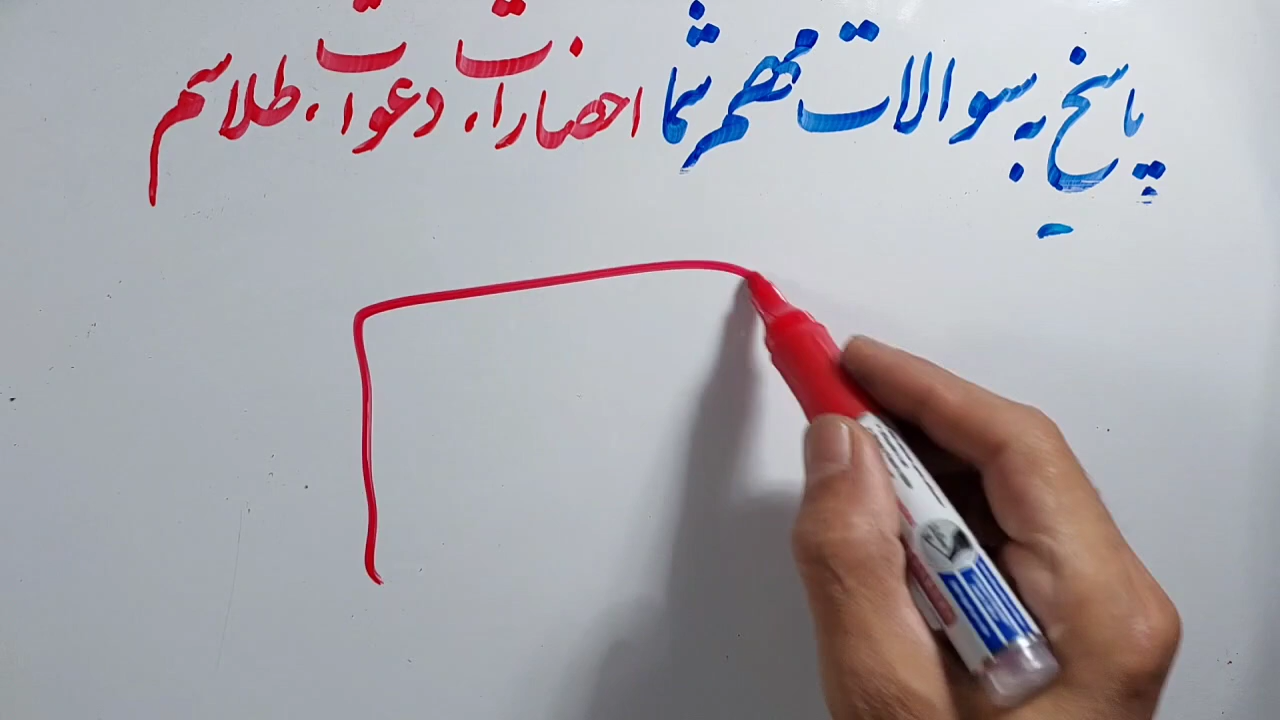 پاسخ به سوالات مهم شما احضارات، دعوات، طلاسم